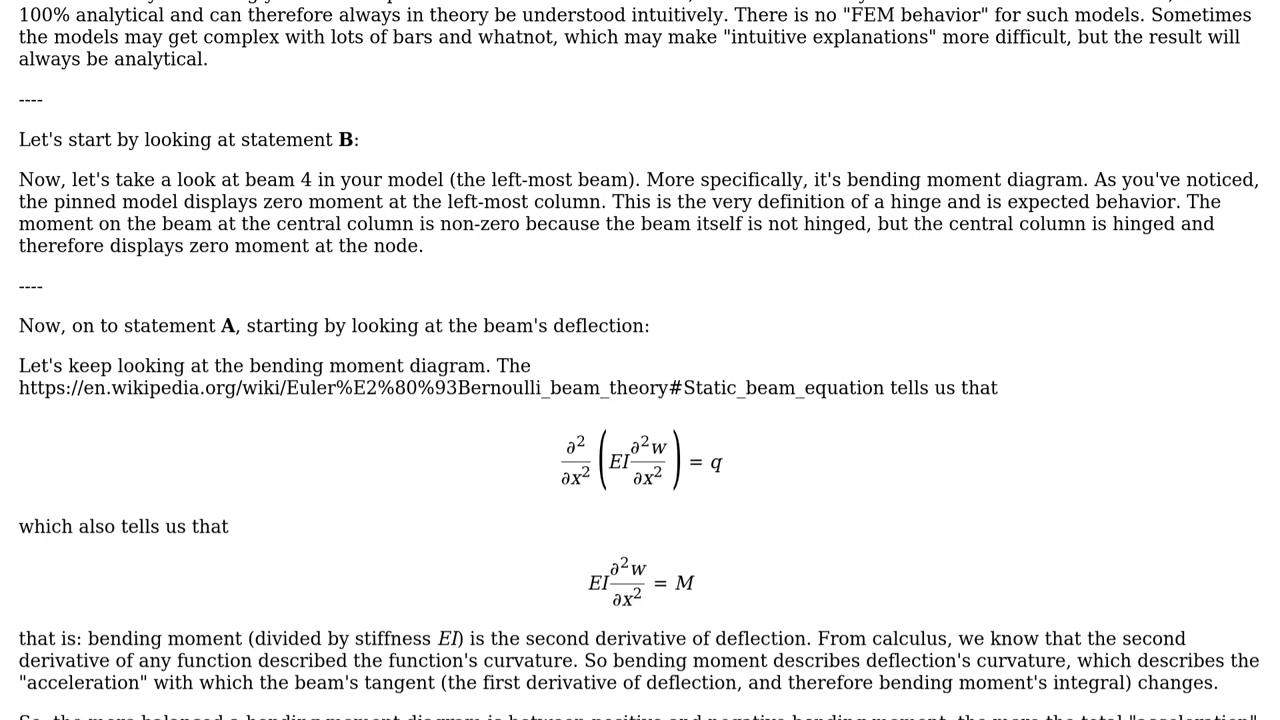 100% analytical and can therefore always in theory be understood intuitively. There is no "FEM behavior" for such models. Sometimes
the models may get complex with lots of bars and whatnot, which may make "intuitive explanations" more difficult, but the result will
always be analytical.
----
Let's start by looking at statement B:
Now, let's take a look at beam 4 in your model (the left-most beam). More specifically, it's bending moment diagram. As you've noticed,
the pinned model displays zero moment at the left-most column. This is the very definition of a hinge and is expected behavior. The
moment on the beam at the central column is non-zero because the beam itself is not hinged, but the central column is hinged and
therefore displays zero moment at the node.
----
Now, on to statement A, starting by looking at the beam's deflection:
Let's keep looking at the bending moment diagram. The
https://en.wikipedia.org/wiki/Euler%E2%80%93Bernoulli_beam_theory#Static_beam_equation tells us that
∂²/∂x² (EI ∂²w/∂x²) = q
which also tells us that
EI ∂²w/∂x² = M
that is: bending moment (divided by stiffness EI) is the second derivative of deflection. From calculus, we know that the second
derivative of any function described the function's curvature. So bending moment describes deflection's curvature, which describes the
"acceleration" with which the beam's tangent (the first derivative of deflection, and therefore bending moment's integral) changes.